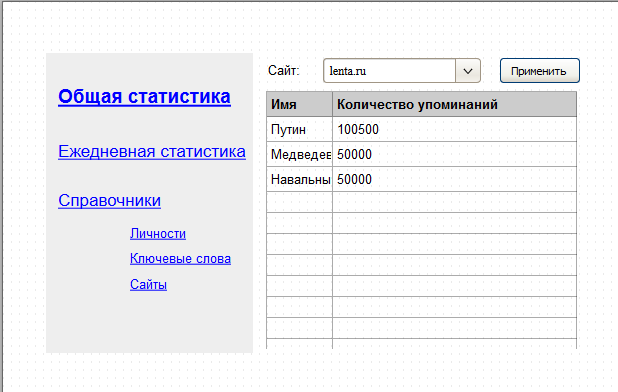 Общая статистика
Ежедневная статистика
Справочники
Личности
Ключевые слова
Сайты
Сайт: lenta.ru Применить
Имя Количество упоминаний
Путин 100500
Медведев 50000
Навальны 50000